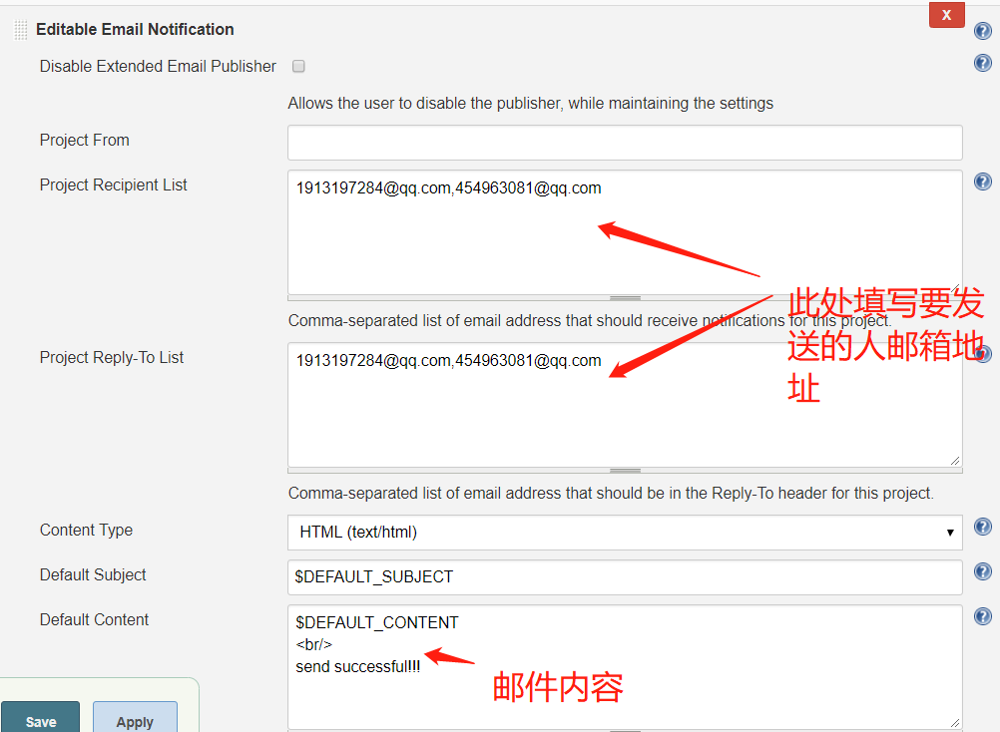 Editable Email Notification
X
Disable Extended Email Publisher
Allows the user to disable the publisher, while maintaining the settings
Project From
Project Recipient List
1913197284@qq.com,454963081@qq.com
Comma-separated list of email address that should receive notifications for this project.
此处填写要发
送的人邮箱地
址
Project Reply-To List
1913197284@qq.com,454963081@qq.com
Comma-separated list of email address that should be in the Reply-To header for this project.
Content Type
HTML (text/html)
Default Subject
$DEFAULT_SUBJECT
Default Content
$DEFAULT_CONTENT
<br/>
send successful!!!
邮件内容
Save
Apply